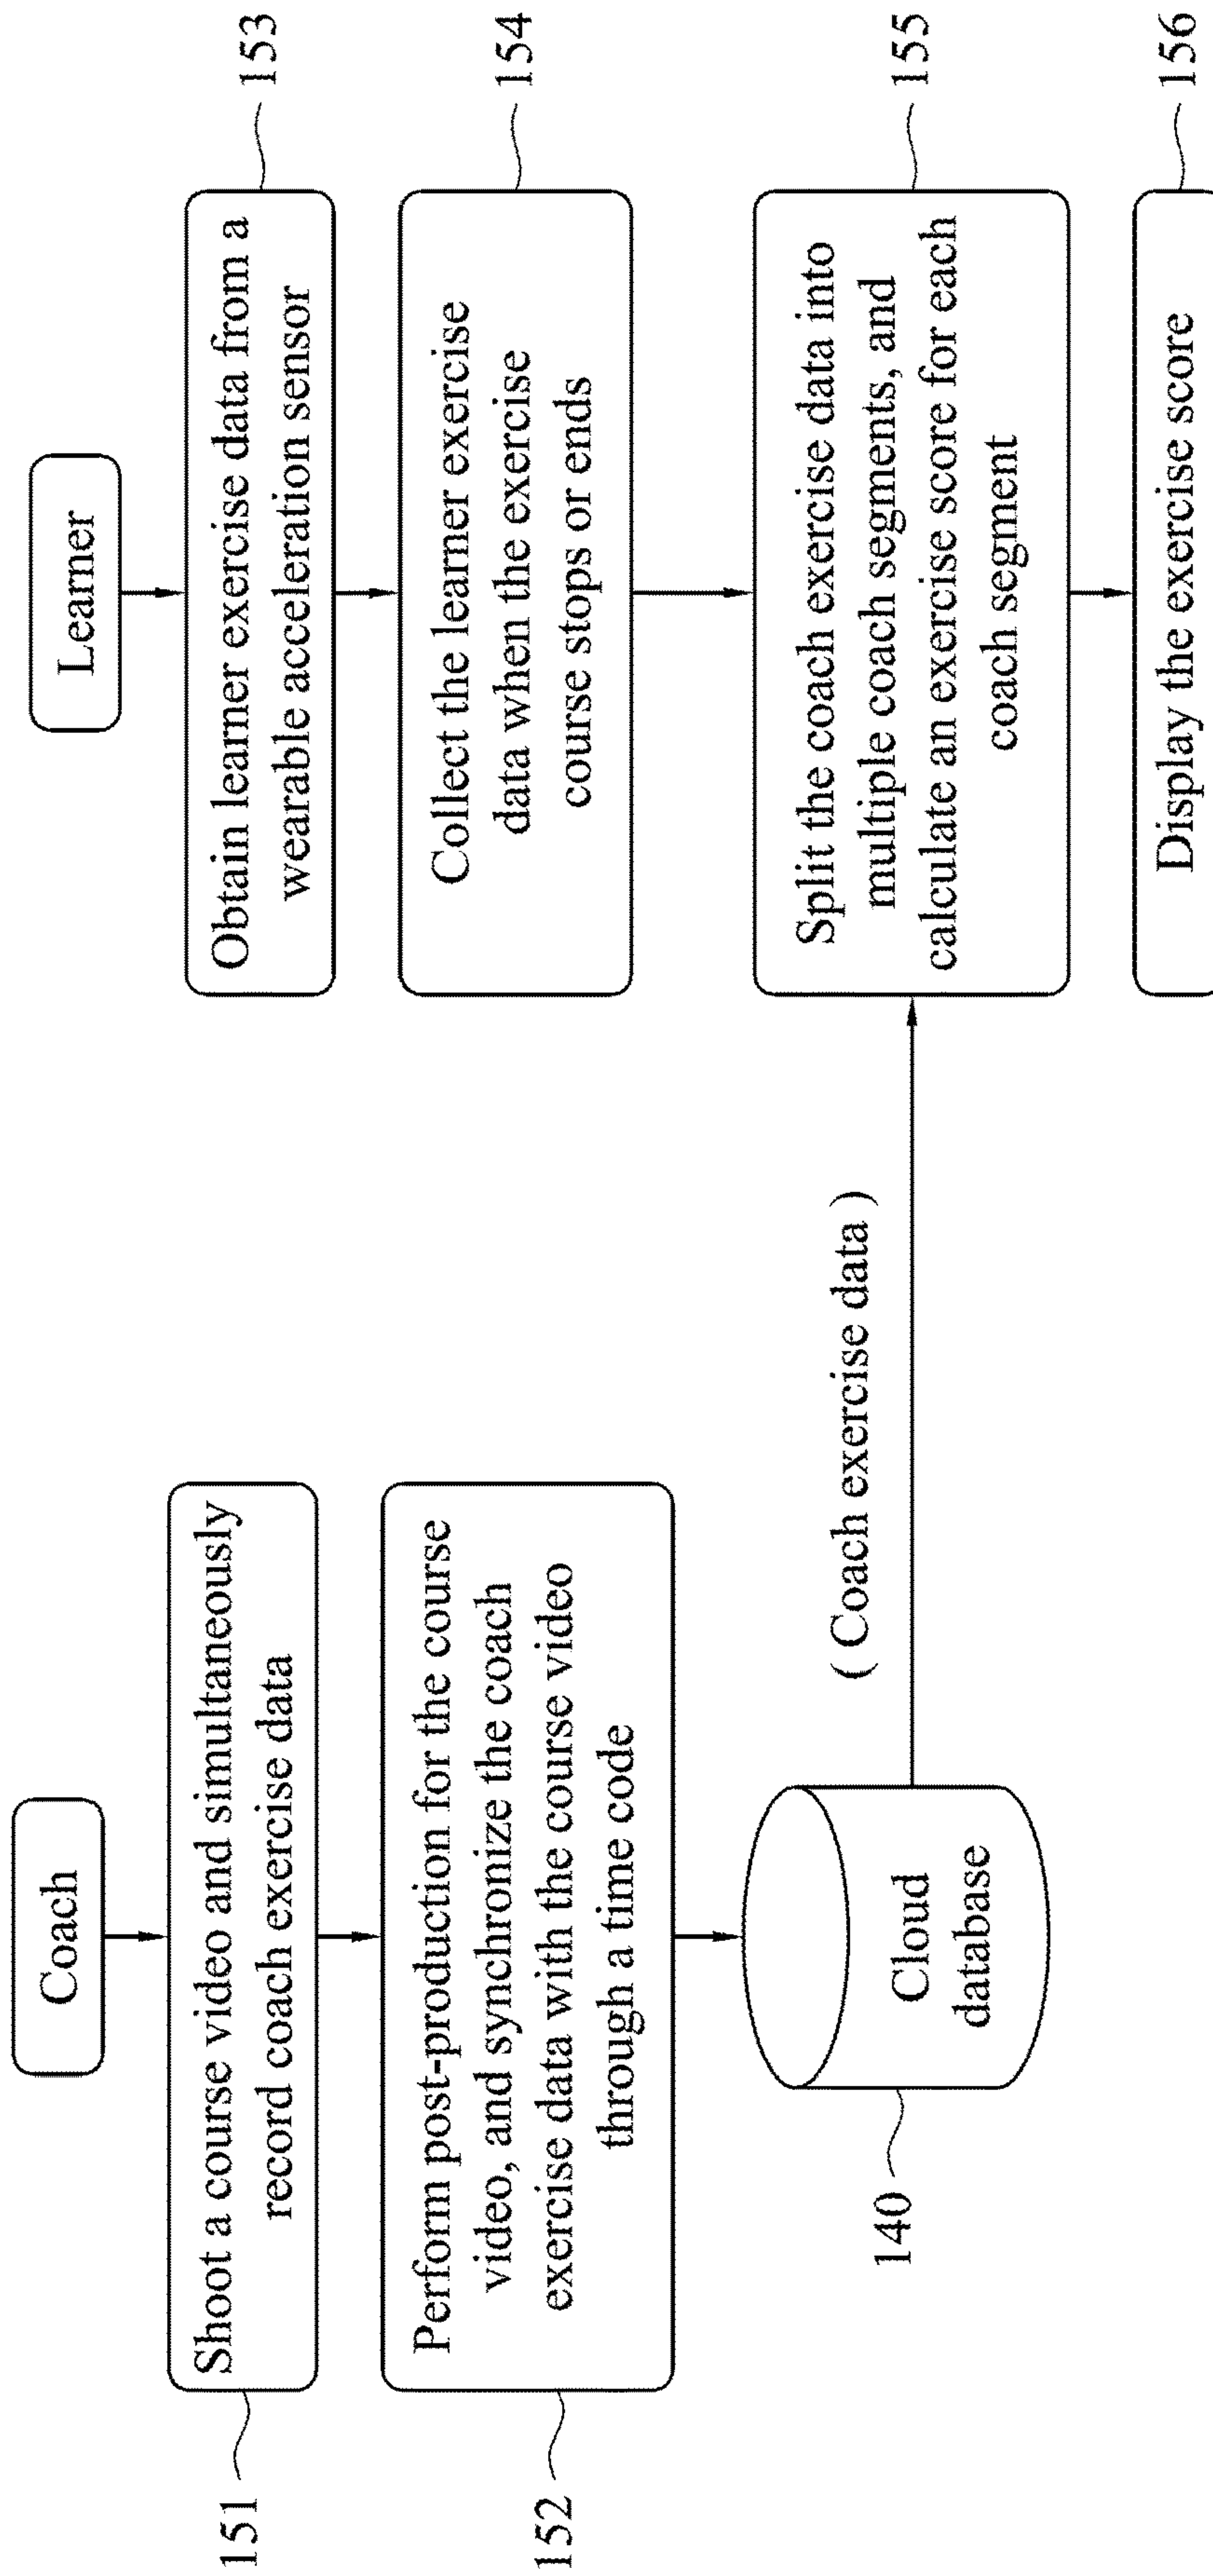 Coach
151
Shoot a course video and simultaneously
record coach exercise data
152
Perform post-production for the course
video, and synchronize the coach
exercise data with the course video
through a time code
140
Cloud
database
( Coach exercise data )
Learner
Obtain learner exercise data from a
wearable acceleration sensor
153
Collect the learner exercise
data when the exercise
course stops or ends
154
Split the coach exercise data into
multiple coach segments, and
calculate an exercise score for each
coach segment
155
Display the exercise score
156